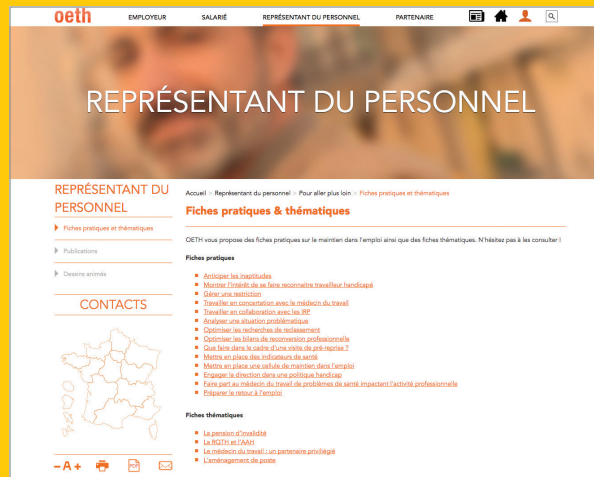 oeth
EMPLOYEUR SALARIÉ REPRÉSENTANT DU PERSONNEL PARTENAIRE
REPRÉSENTANT DU PERSONNEL
REPRÉSENTANT DU
PERSONNEL
Fiches pratiques et thématiques
Publications
Dessins animés
CONTACTS
-A+ PDF
Accueil > Représentant du personnel > Pour aller plus loin > Fiches pratiques et thématiques
Fiches pratiques & thématiques
OETH vous propose des fiches pratiques sur le maintien dans l'emploi ainsi que des fiches thématiques. N'hésitez pas à les consulter !
Fiches pratiques
Anticiper les inaptitudes
Montrer l'intérêt de se faire reconnaitre travailleur handicapé
Gérer une restriction
Travailler en concertation avec le médecin du travail
Travailler en collaboration avec les IRP
Analyser une situation problématique
Optimiser les recherches de reclassement
Optimiser les bilans de reconversion professionnelle
Que faire dans le cadre d'une visite de pré-reprise ?
Mettre en place des indicateurs de santé
Mettre en place une cellule de maintien dans l'emploi
Engager la direction dans une politique handicap
Faire part au médecin du travail de problèmes de santé impactant l'activité professionnelle
Préparer le retour à l'emploi
Fiches thématiques
La pension d'invalidité
La RQTH et l'AAH
Le médecin du travail : un partenaire privilégié
L'aménagement de poste